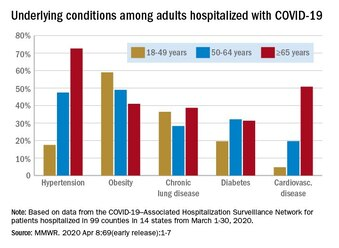 Underlying conditions among adults hospitalized with COVID-19
80%
18-49 years 50-64 years ≥65 years
70%
60%
50%
40%
30%
20%
10%
0
Hypertension Obesity Chronic lung disease Diabetes Cardiovasc. disease
Note: Based on data from the COVID-19–Associated Hospitalization Surveillance Network for
patients hospitalized in 99 counties in 14 states from March 1-30, 2020.
Source: MMWR. 2020 Apr 8:69(early release):1-7